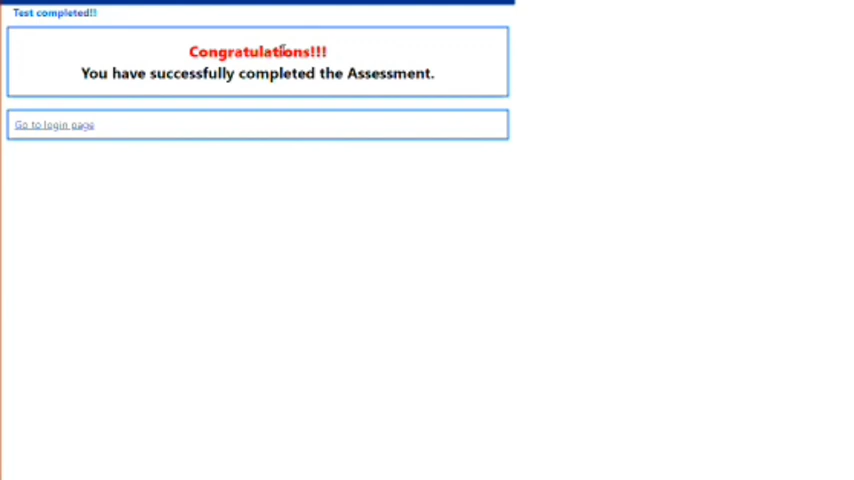 Test completed!!
Congratulations!!!
You have successfully completed the Assessment.
Go to login page